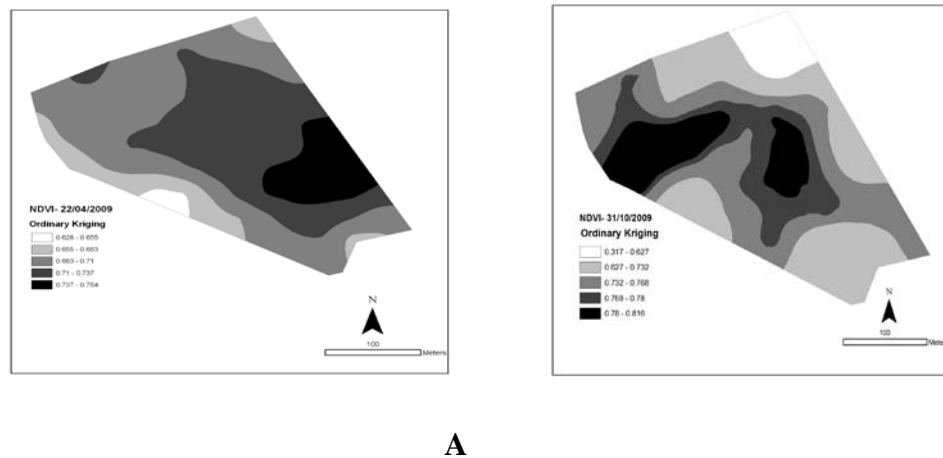 NDVI- 22/04/2009
Ordinary Kriging
0.628 - 0.655
0.655 - 0.683
0.683 - 0.71
0.71 - 0.737
0.737 - 0.764
N
100
Meters
NDVI- 31/10/2009
Ordinary Kriging
0.317 - 0.627
0.627 - 0.732
0.732 - 0.768
0.768 - 0.78
0.78 - 0.816
N
100
Mete
A